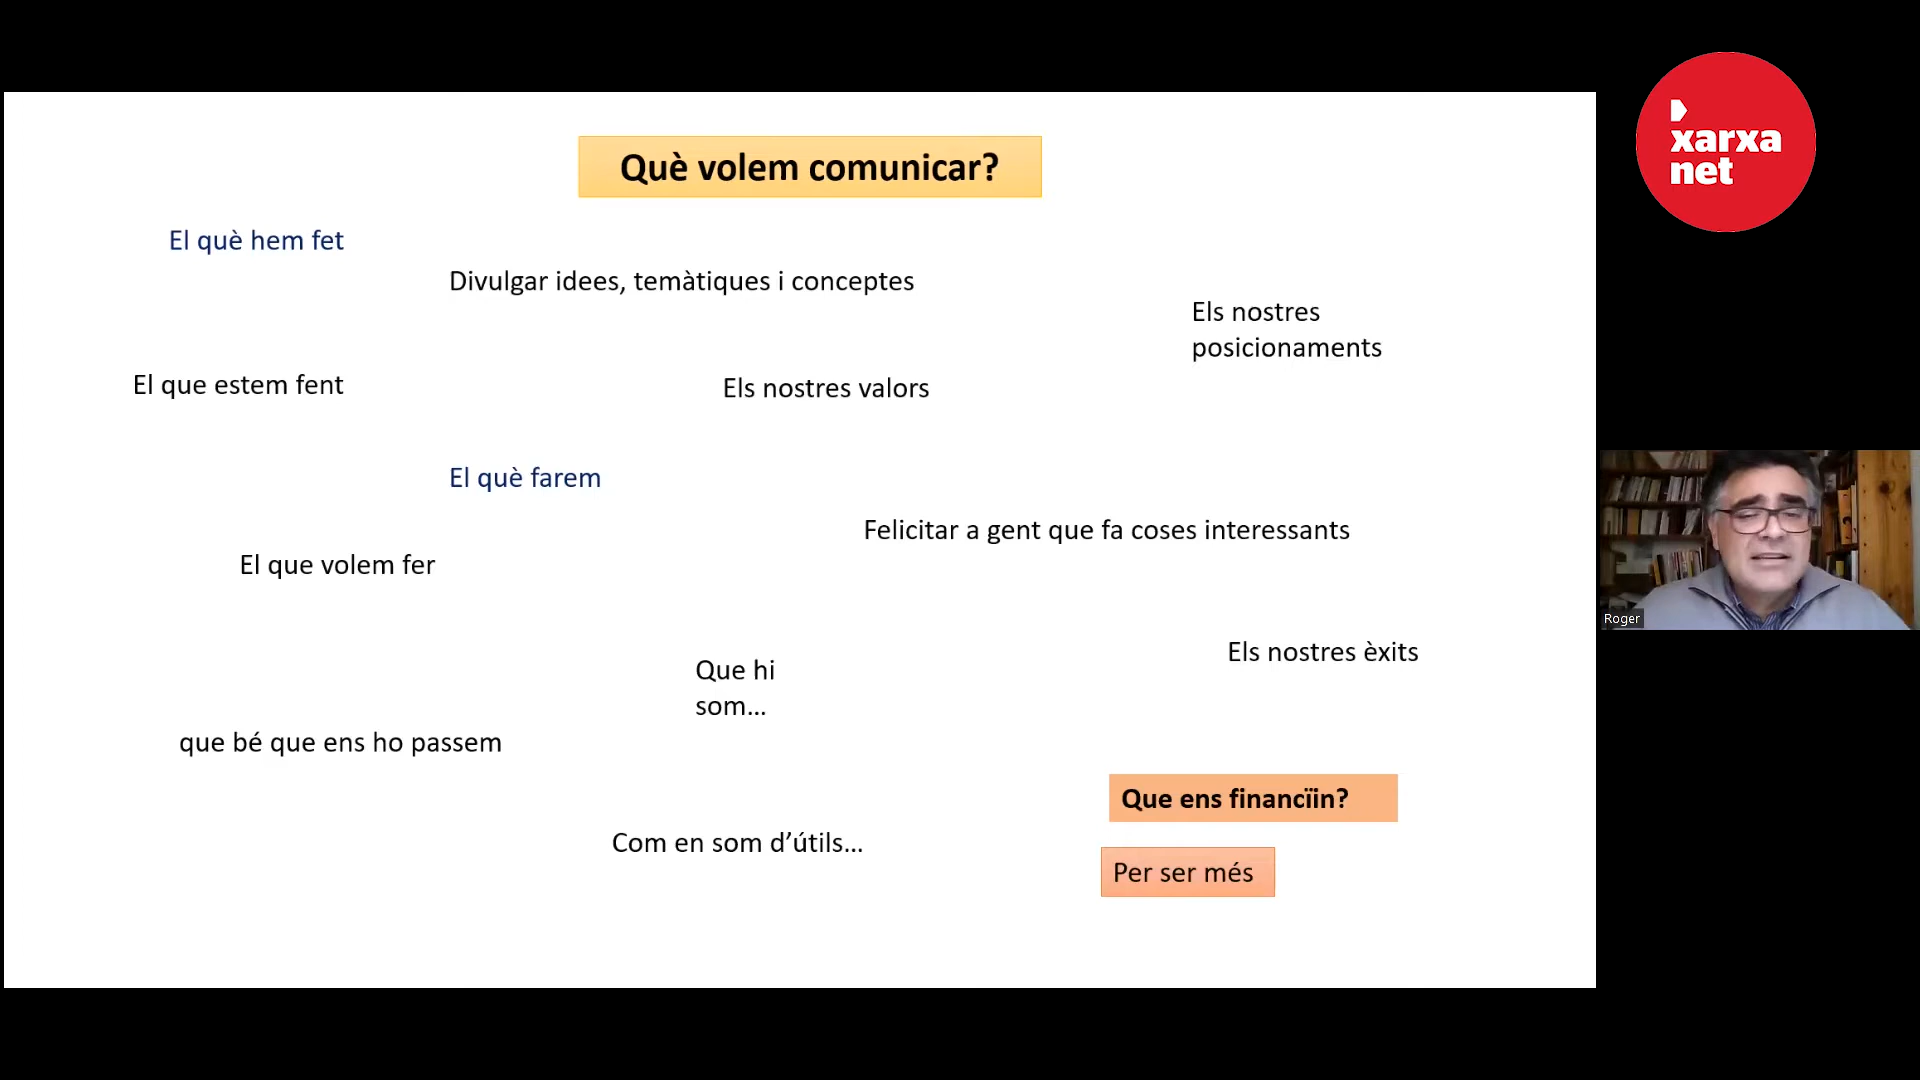 Què volem comunicar?
El què hem fet
Divulgar idees, temàtiques i conceptes
Els nostres
posicionaments
El que estem fent
Els nostres valors
El què farem
Felicitar a gent que fa coses interessants
El que volem fer
Els nostres èxits
Que hi
som...
que bé que ens ho passem
Que ens financïin?
Com en som d’útils...
Per ser més
xarxa
net
Roger